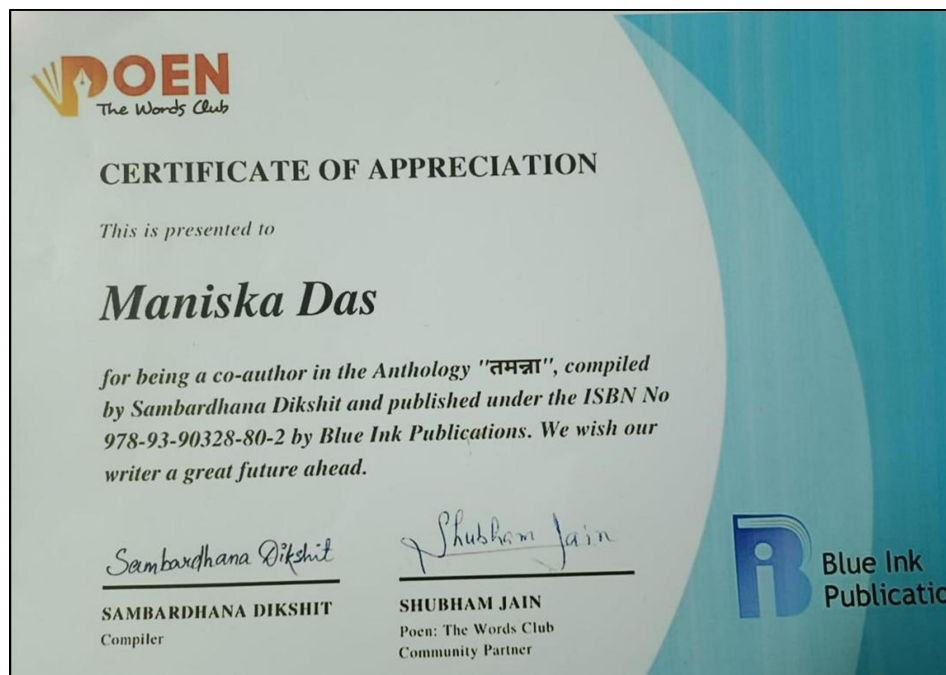 POEN
The Words Club
CERTIFICATE OF APPRECIATION
This is presented to
Maniska Das
for being a co-author in the Anthology "तमन्ना", compiled
by Sambardhana Dikshit and published under the ISBN No
978-93-90328-80-2 by Blue Ink Publications. We wish our
writer a great future ahead.
Sambardhana Dikshit
SAMBARDHANA DIKSHIT
Compiler
Shubham Jain
SHUBHAM JAIN
Poen: The Words Club
Community Partner
Blue Ink
Publicatio